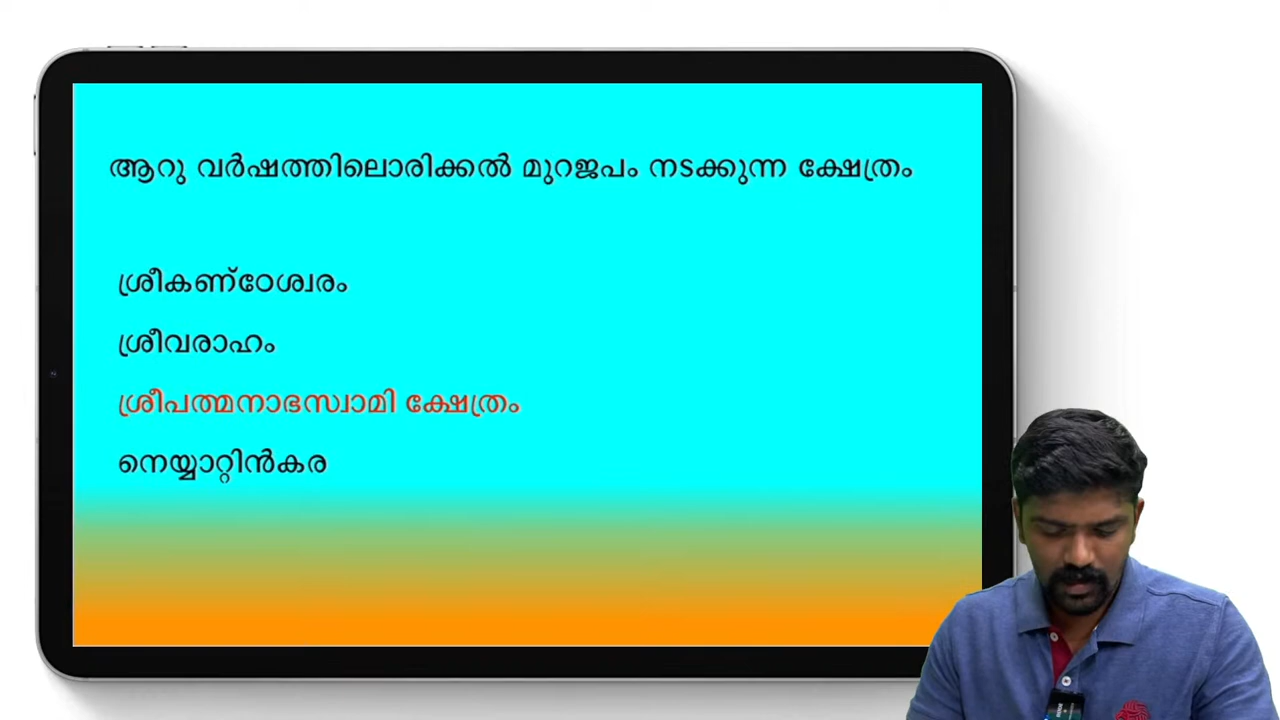 ആറു വർഷത്തിലൊരിക്കൽ മുറജപം നടക്കുന്ന ക്ഷേത്രം
ശ്രീകണ്ഠേശ്വരം
ശ്രീവരാഹം
ശ്രീപത്മനാഭസ്വാമി ക്ഷേത്രം
നെയ്യാറ്റിൻകര